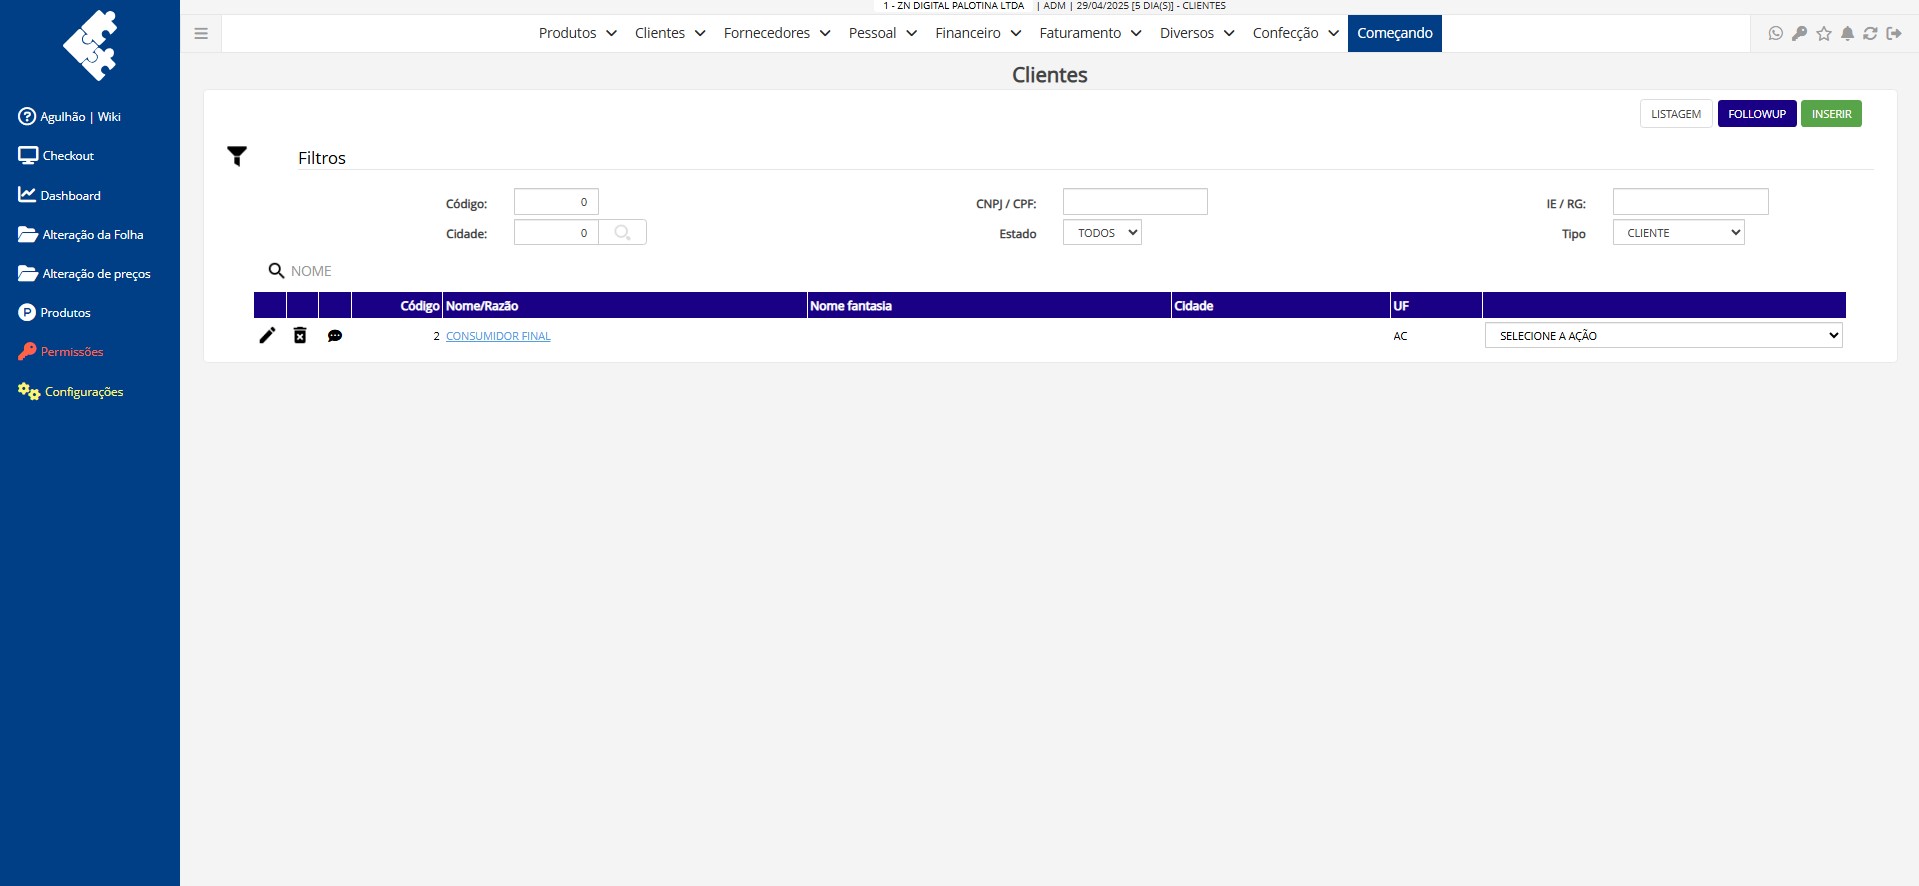 1 - ZN DIGITAL PALOTINA LTDA | ADM | 29/04/2025 [5 DIA(S)] - CLIENTES
Produtos Clientes Fornecedores Pessoal Financeiro Faturamento Diversos Confecção Começando
Agulhão | Wiki
Checkout
Dashboard
Alteração da Folha
Alteração de preços
P Produtos
Permissões
Configurações
Clientes
LISTAGEM FOLLOWUP INSERIR
Filtros
Código: 0 CNPJ / CPF: IE / RG:
Cidade: 0 Estado TODOS Tipo CLIENTE
NOME
Código Nome/Razão Nome fantasia Cidade UF
2 CONSUMIDOR FINAL AC SELECIONE A AÇÃO